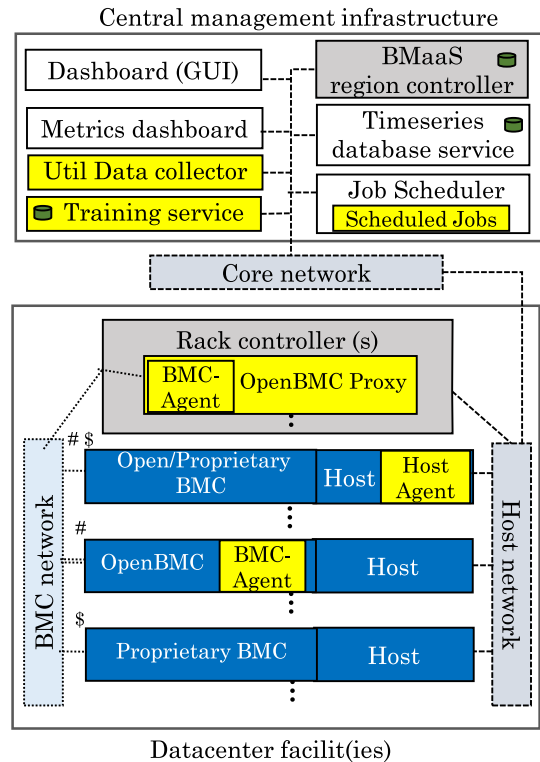 Central management infrastructure
Dashboard (GUI)
BMaaS
region controller
Metrics dashboard
Timeseries
database service
Util Data collector
Training service
Job Scheduler
Scheduled Jobs
Core network
Rack controller (s)
BMC-
Agent
OpenBMC Proxy
# $
Open/Proprietary
BMC
Host
Host
Agent
#
OpenBMC
BMC-
Agent
Host
$
Proprietary BMC
Host
BMC network
Host network
Datacenter facilit(ies)